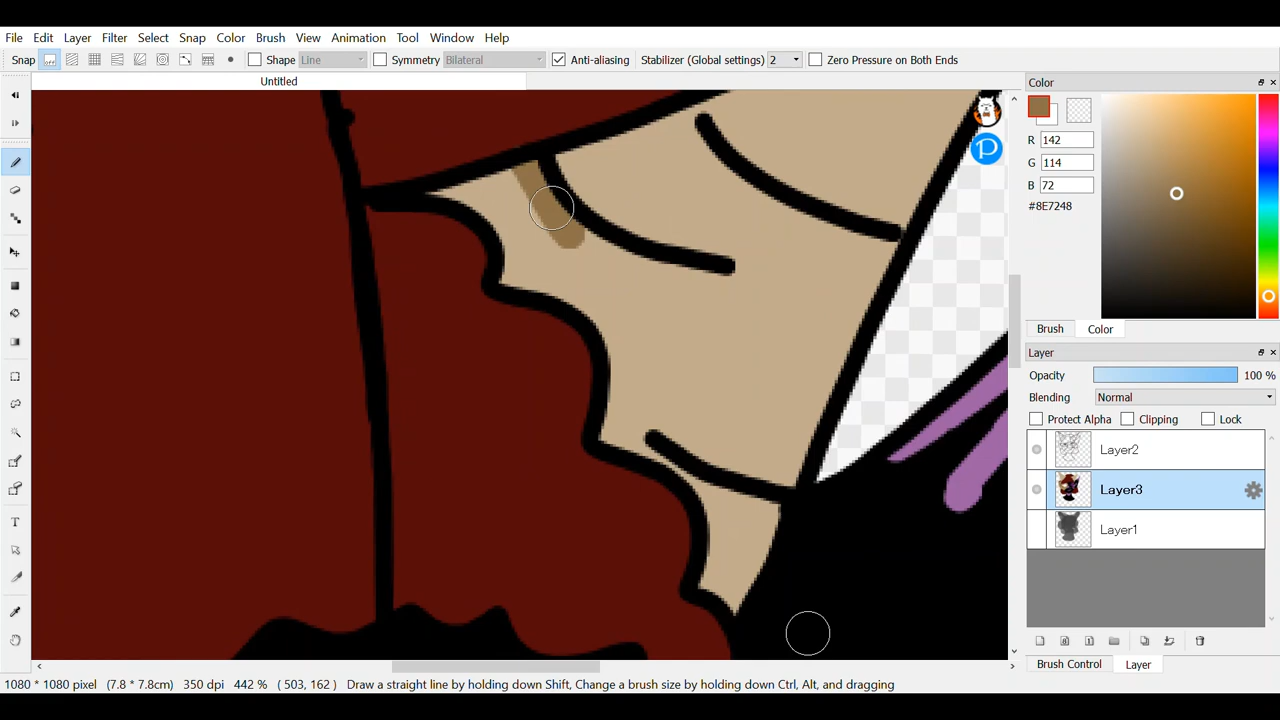 File Edit Layer Filter Select Snap Color Brush View Animation Tool Window Help
Snap Shape Line Symmetry Bilateral Anti-aliasing Stabilizer (Global settings) 2 Zero Pressure on Both Ends
Untitled
Color
R 142
G 114
B 72
#8E7248
Brush Color
Layer
Opacity 100 %
Blending Normal
Protect Alpha Clipping Lock
Layer2
Layer3
Layer1
Brush Control Layer
1080 * 1080 pixel (7.8 * 7.8cm) 350 dpi 442 % ( 503, 162 ) Draw a straight line by holding down Shift, Change a brush size by holding down Ctrl, Alt, and dragging